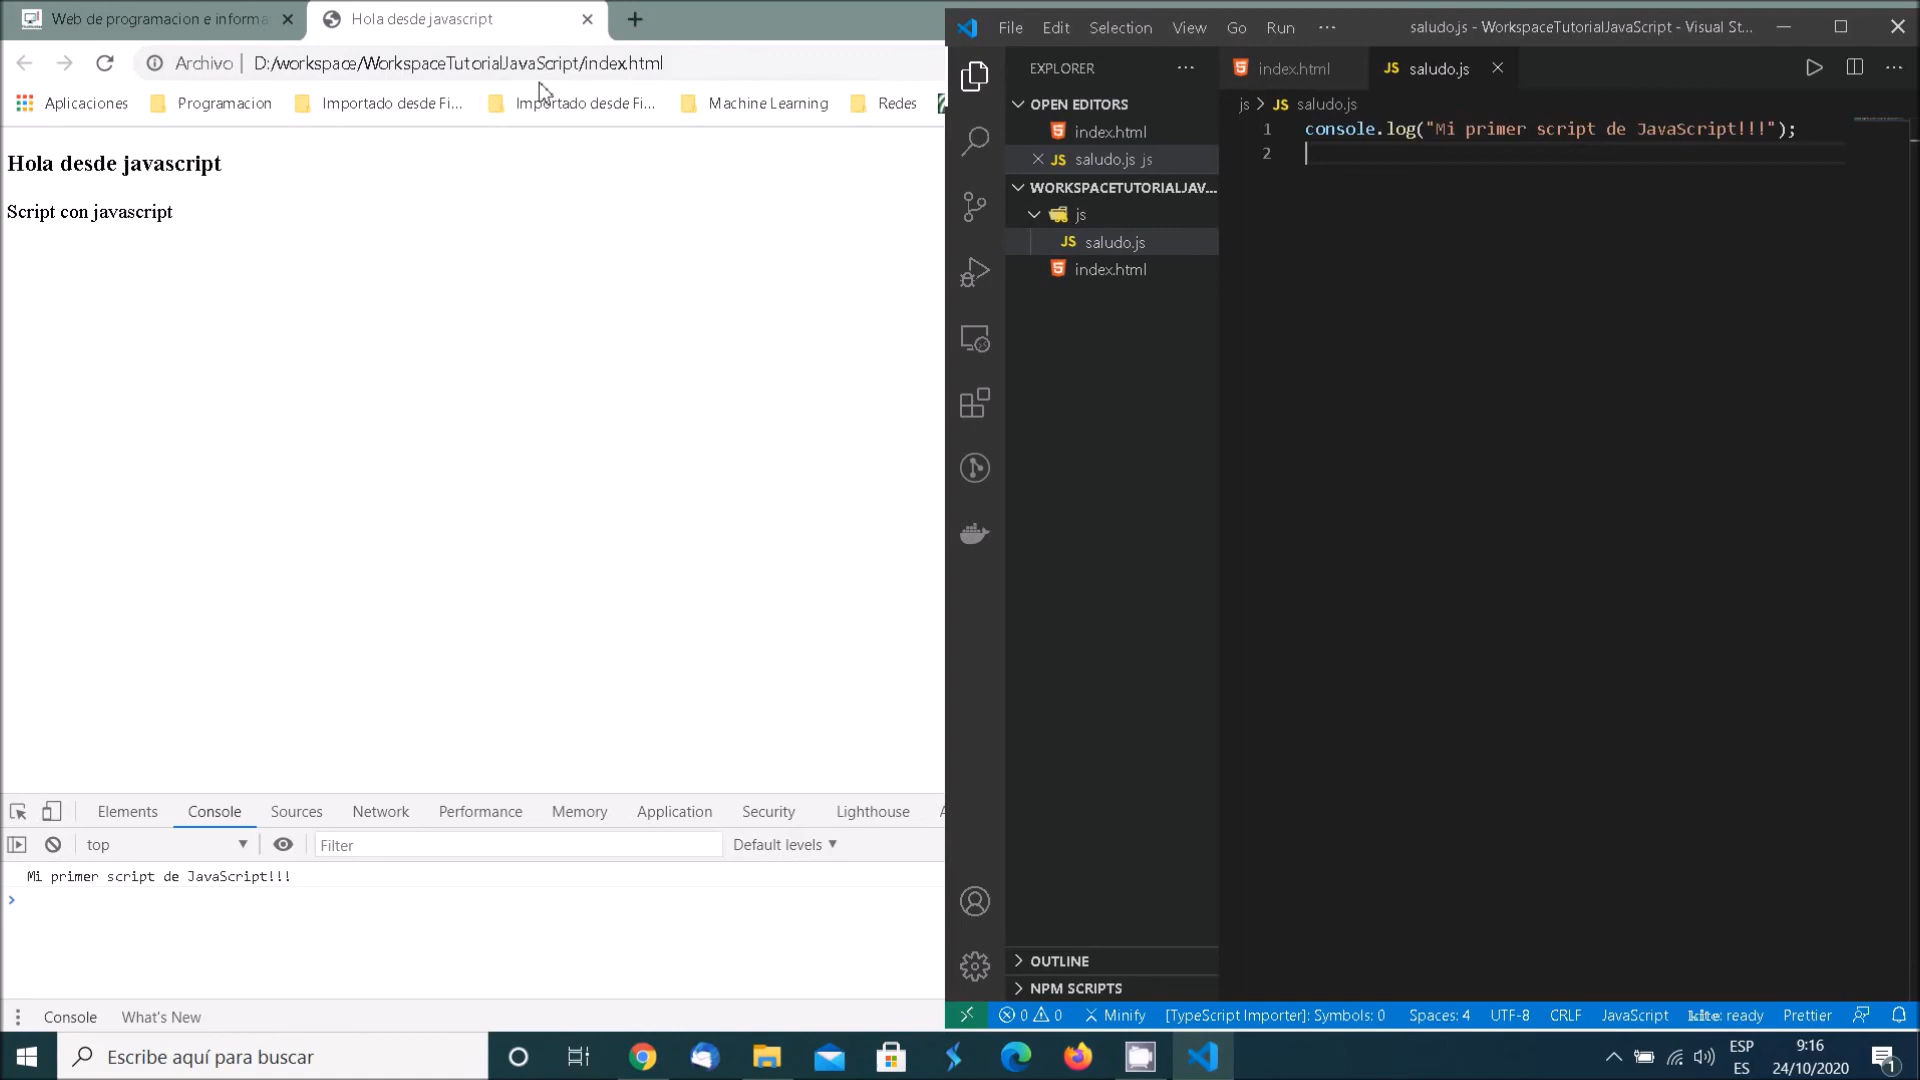 Web de programacion e informa
Hola desde javascript
Archivo | D:/workspace/WorkspaceTutorialJavaScript/index.html
Aplicaciones Programacion Importado desde Fi... Importado desde Fi... Machine Learning Redes
Hola desde javascript
Script con javascript
Elements Console Sources Network Performance Memory Application Security Lighthouse
top Filter Default levels
Mi primer script de JavaScript!!!
Console What's New
File Edit Selection View Go Run ··· saludo.js - WorkspaceTutorialJavaScript - Visual St...
EXPLORER ···
OPEN EDITORS
index.html
JS saludo.js js
WORKSPACETUTORIALJAV...
js
JS saludo.js
index.html
OUTLINE
NPM SCRIPTS
index.html JS saludo.js
js > JS saludo.js
1 console.log("Mi primer script de JavaScript!!!");
2
0 0 Minify [TypeScript Importer]: Symbols: 0 Spaces: 4 UTF-8 CRLF JavaScript kite: ready Prettier
Escribe aquí para buscar
ESP
ES
9:16
24/10/2020
1